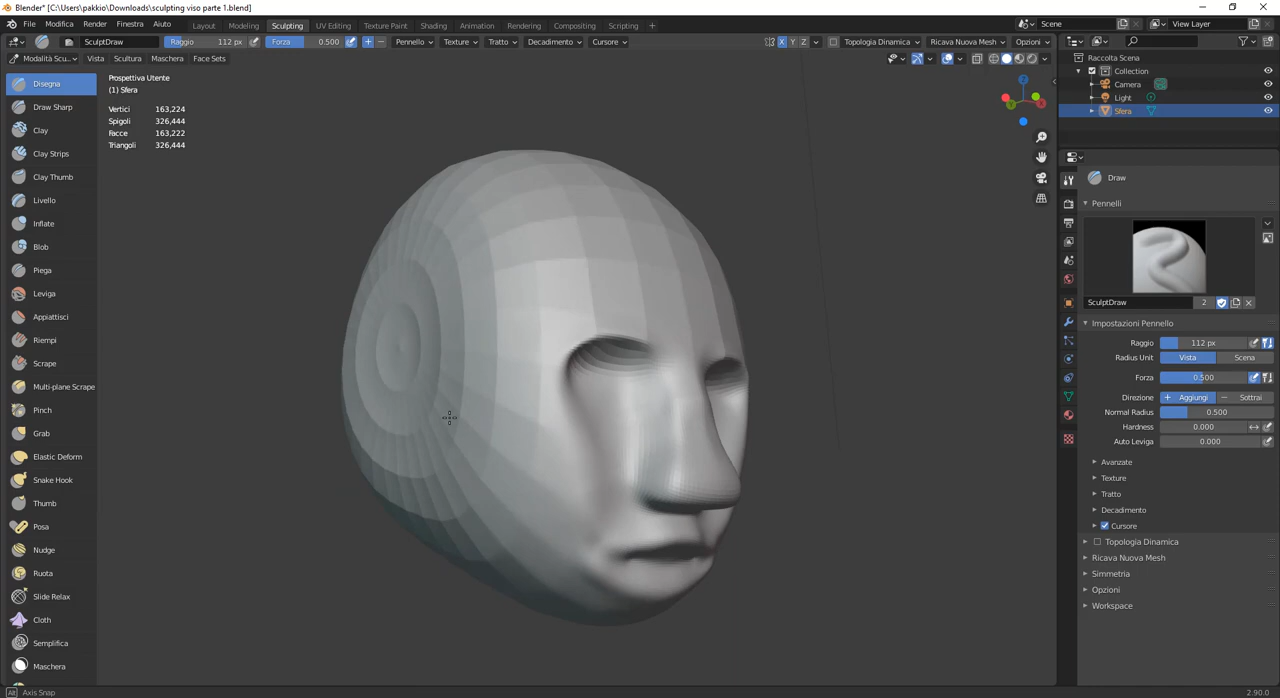 Blender* [C:\Users\pakkio\Downloads\sculpting viso parte 1.blend]
File Modifica Render Finestra Aiuto Layout Modeling Sculpting UV Editing Texture Paint Shading Animation Rendering Compositing Scripting + Scene View Layer
SculptDraw Raggio 112 px Forza 0.500 + − Pennello Texture Tratto Decadimento Cursore X Y Z Topologia Dinamica Ricava Nuova Mesh Opzioni
Modalità Scu... Vista Scultura Maschera Face Sets
Disegna
Draw Sharp
Clay
Clay Strips
Clay Thumb
Livello
Inflate
Blob
Piega
Leviga
Appiattisci
Riempi
Scrape
Multi-plane Scrape
Pinch
Grab
Elastic Deform
Snake Hook
Thumb
Posa
Nudge
Ruota
Slide Relax
Cloth
Semplifica
Maschera
Prospettiva Utente
(1) Sfera
Vertici 163,224
Spigoli 326,444
Facce 163,222
Triangoli 326,444
Z
Y
X
Raccolta Scena
Collection
Camera
Light
Sfera
Draw
Pennelli
SculptDraw 2
Impostazioni Pennello
Raggio 112 px
Radius Unit Vista Scena
Forza 0.500
Direzione + Aggiungi − Sottrai
Normal Radius 0.500
Hardness 0.000
Auto Leviga 0.000
Avanzate
Texture
Tratto
Decadimento
Cursore
Topologia Dinamica
Ricava Nuova Mesh
Simmetria
Opzioni
Workspace
Alt Axis Snap 2.90.0